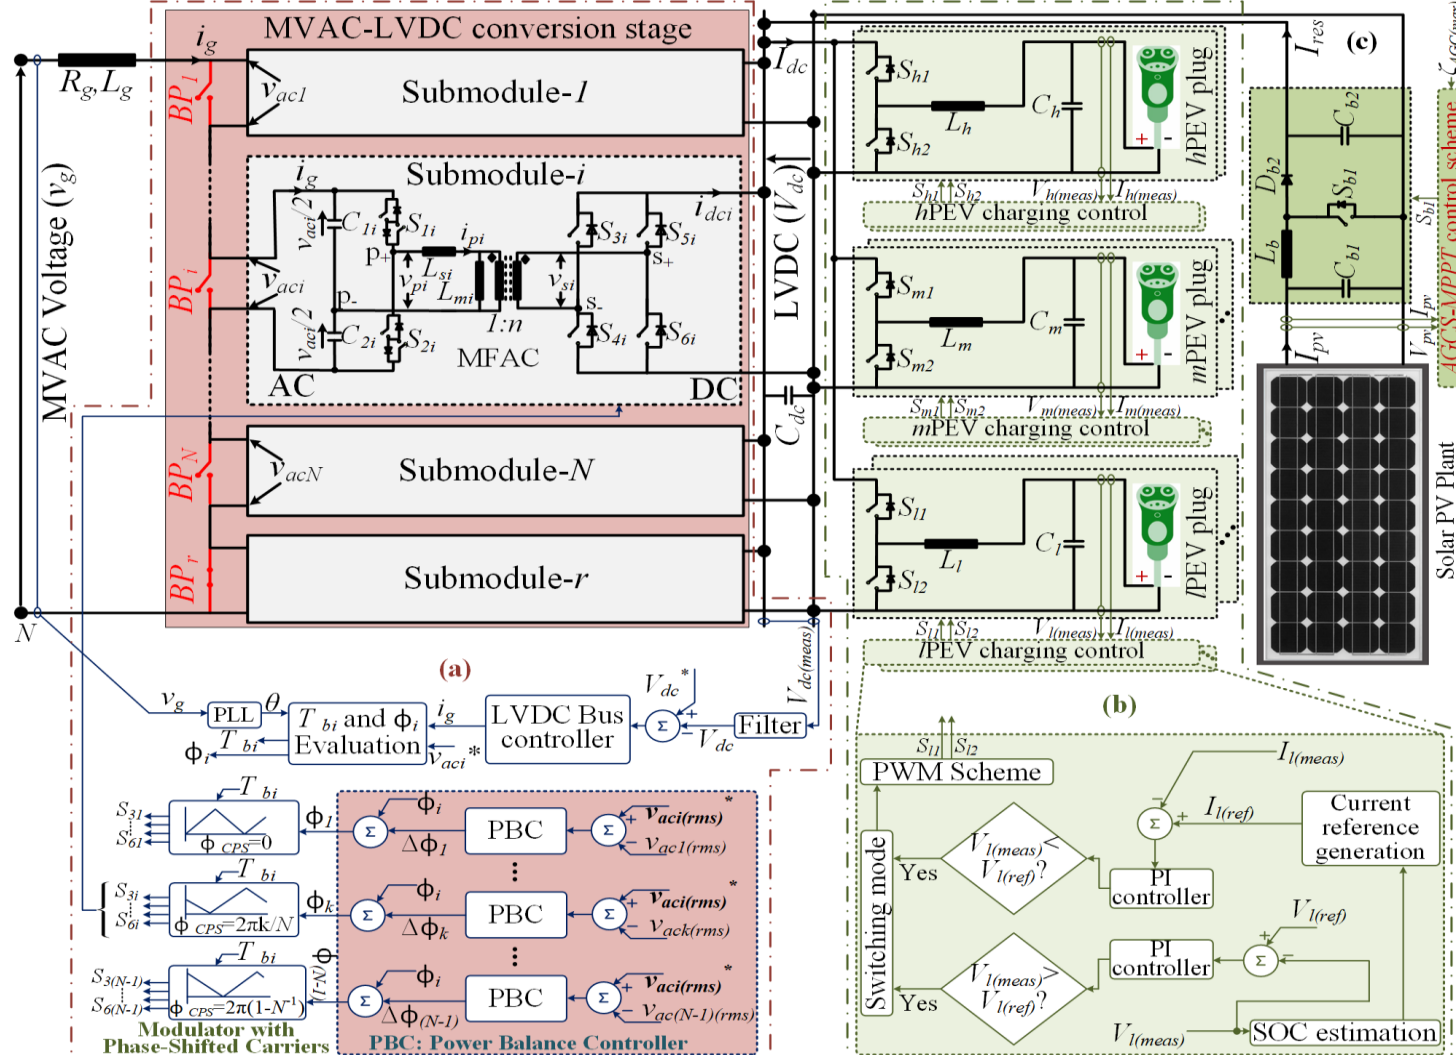 MVAC-LVDC conversion stage
MVAC Voltage (v_g)
R_g, L_g
i_g
i_g
BP_1
v_ac1
Submodule-1
Submodule-i
i_g
v_aci/2
C_1i
S_1i
BP_i
v_aci
p+
v_pi
L_si
i_pi
L_mi
p-
1:n
v_si
s+
s-
S_3i
S_5i
S_4i
S_6i
v_aci/2
C_2i
S_2i
MFAC
AC
DC
i_dci
BP_N
v_acN
Submodule-N
BP_r
Submodule-r
N
LVDC (V_dc)
I_dc
C_dc
S_h1
S_h2
L_h
C_h
+ -
hPEV plug
S_h1 S_h2
V_h(meas) I_h(meas)
hPEV charging control
S_m1
S_m2
L_m
C_m
+ -
mPEV plug
S_m1 S_m2
V_m(meas) I_m(meas)
mPEV charging control
S_l1
S_l2
L_l
C_l
+ -
lPEV plug
S_l1 S_l2
V_l(meas) I_l(meas)
lPEV charging control
I_res
(c)
C_b2
D_b2
S_b1
L_b
C_b1
S_b1
I_pv
V_pv I_pv
AGCS-MPPT control scheme
Solar PV Plant
(a)
v_g
PLL
θ
T_bi and ϕ_i
Evaluation
T_bi
ϕ_i
i_g
v_aci*
LVDC Bus
controller
V_dc*
Σ
+
−
V_dc
Filter
V_dc(meas)
T_bi
S_31
S_61
ϕ_CPS=0
ϕ_1
Σ
ϕ_i
Δϕ_1
PBC
Σ
+
−
v_aci(rms)*
v_ac1(rms)
T_bi
S_3i
S_6i
ϕ_CPS=2πk/N
ϕ_k
Σ
ϕ_i
Δϕ_k
PBC
Σ
+
−
v_aci(rms)*
v_ack(rms)
T_bi
S_3(N-1)
S_6(N-1)
ϕ_CPS=2π(1-N^-1)
ϕ_(1-N)
Σ
ϕ_i
Δϕ_(N-1)
PBC
Σ
+
−
v_aci(rms)*
v_ac(N-1)(rms)
Modulator with
Phase-Shifted Carriers
PBC: Power Balance Controller
(b)
S_l1 S_l2
PWM Scheme
Switching mode
Yes
V_l(meas)<
V_l(ref)?
PI
controller
Σ
−
+
I_l(meas)
I_l(ref)
Current
reference
generation
Yes
V_l(meas)>
V_l(ref)?
PI
controller
Σ
+
−
V_l(ref)
V_l(meas)
SOC estimation